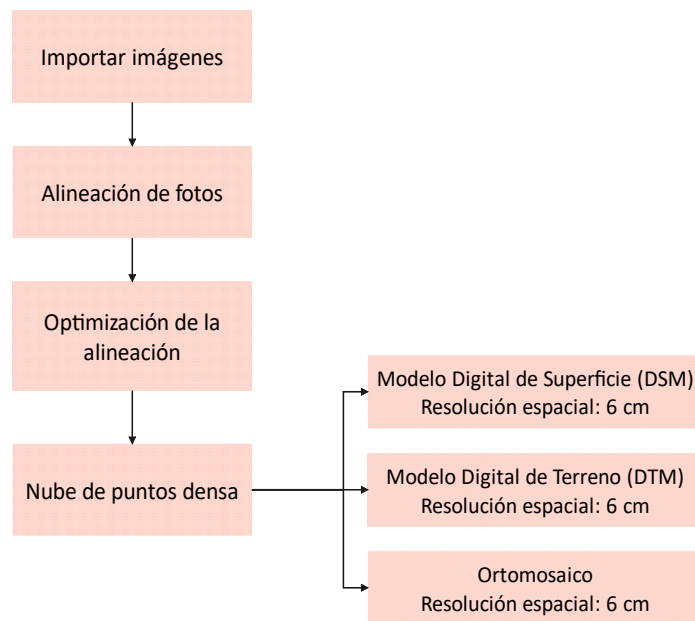 Importar imágenes
Alineación de fotos
Optimización de la
alineación
Nube de puntos densa
Modelo Digital de Superficie (DSM)
Resolución espacial: 6 cm
Modelo Digital de Terreno (DTM)
Resolución espacial: 6 cm
Ortomosaico
Resolución espacial: 6 cm